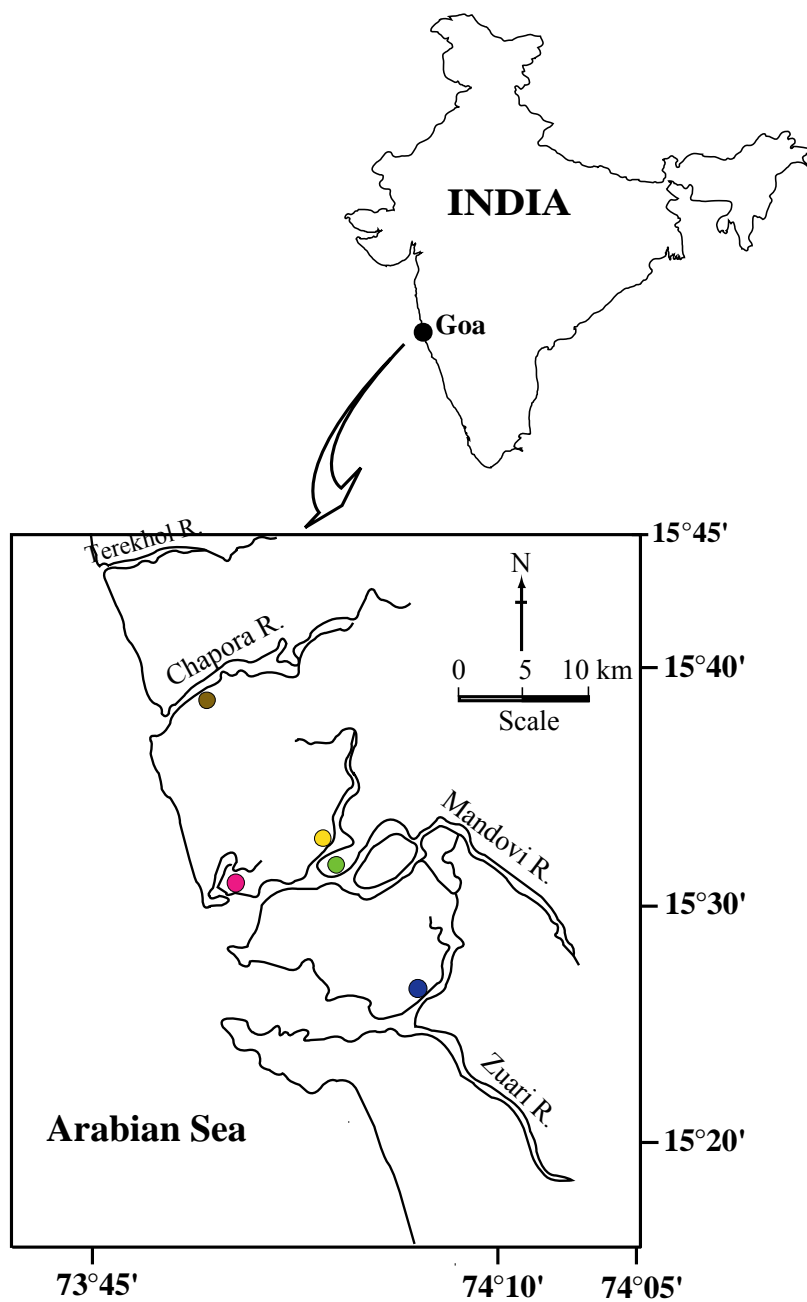 INDIA
Goa
15°45'
Terekhol R.
N
Chapora R.
15°40'
0 5 10 km
Scale
Mandovi R.
15°30'
Zuari R.
Arabian Sea
15°20'
73°45'
74°10'
74°05'